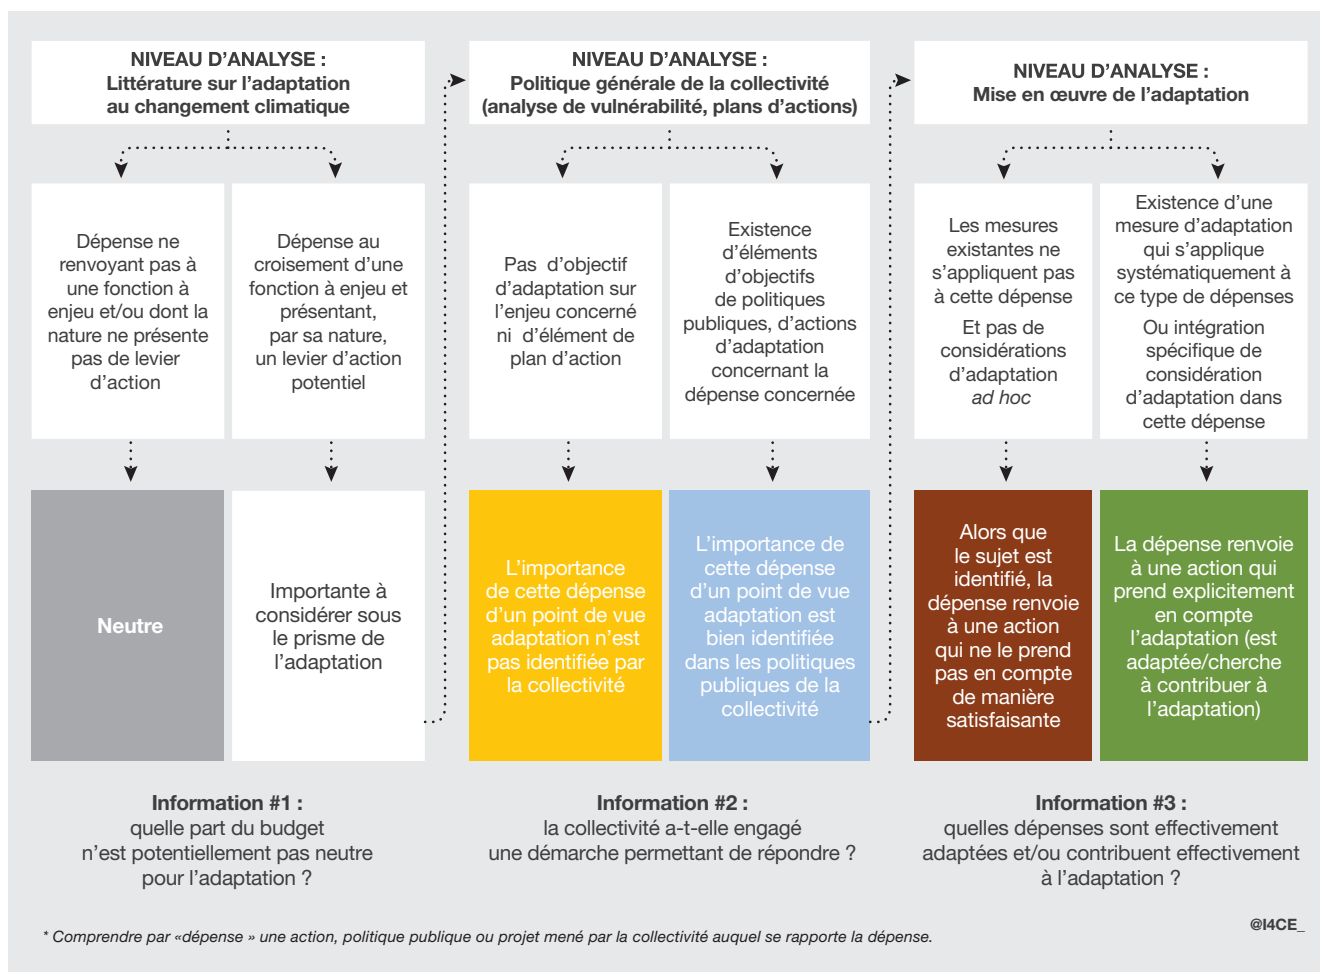 NIVEAU D’ANALYSE :
Littérature sur l’adaptation
au changement climatique
Dépense ne
renvoyant pas à
une fonction à
enjeu et/ou dont la
nature ne présente
pas de levier
d’action
Dépense au
croisement d’une
fonction à enjeu et
présentant,
par sa nature,
un levier d’action
potentiel
Neutre
Importante à
considérer sous
le prisme de
l’adaptation
Information #1 :
quelle part du budget
n’est potentiellement pas neutre
pour l’adaptation ?
NIVEAU D’ANALYSE :
Politique générale de la collectivité
(analyse de vulnérabilité, plans d’actions)
Pas d’objectif
d’adaptation sur
l’enjeu concerné
ni d’élément de
plan d’action
Existence
d’éléments
d’objectifs
de politiques
publiques, d’actions
d’adaptation
concernant la
dépense concernée
L’importance
de cette dépense
d’un point de vue
adaptation n’est
pas identifiée par
la collectivité
L’importance de
cette dépense
d’un point de vue
adaptation est
bien identifiée
dans les politiques
publiques de la
collectivité
Information #2 :
la collectivité a-t-elle engagé
une démarche permettant de répondre ?
NIVEAU D’ANALYSE :
Mise en œuvre de l’adaptation
Les mesures
existantes ne
s’appliquent pas
à cette dépense
Et pas de
considérations
d’adaptation
ad hoc
Existence d’une
mesure d’adaptation
qui s’applique
systématiquement à
ce type de dépenses
Ou intégration
spécifique de
considération
d’adaptation dans
cette dépense
Alors que
le sujet est
identifié, la
dépense renvoie
à une action
qui ne le prend
pas en compte
de manière
satisfaisante
La dépense renvoie
à une action qui
prend explicitement
en compte
l’adaptation (est
adaptée/cherche
à contribuer à
l’adaptation)
Information #3 :
quelles dépenses sont effectivement
adaptées et/ou contribuent effectivement
à l’adaptation ?
@I4CE_
* Comprendre par «dépense » une action, politique publique ou projet mené par la collectivité auquel se rapporte la dépense.